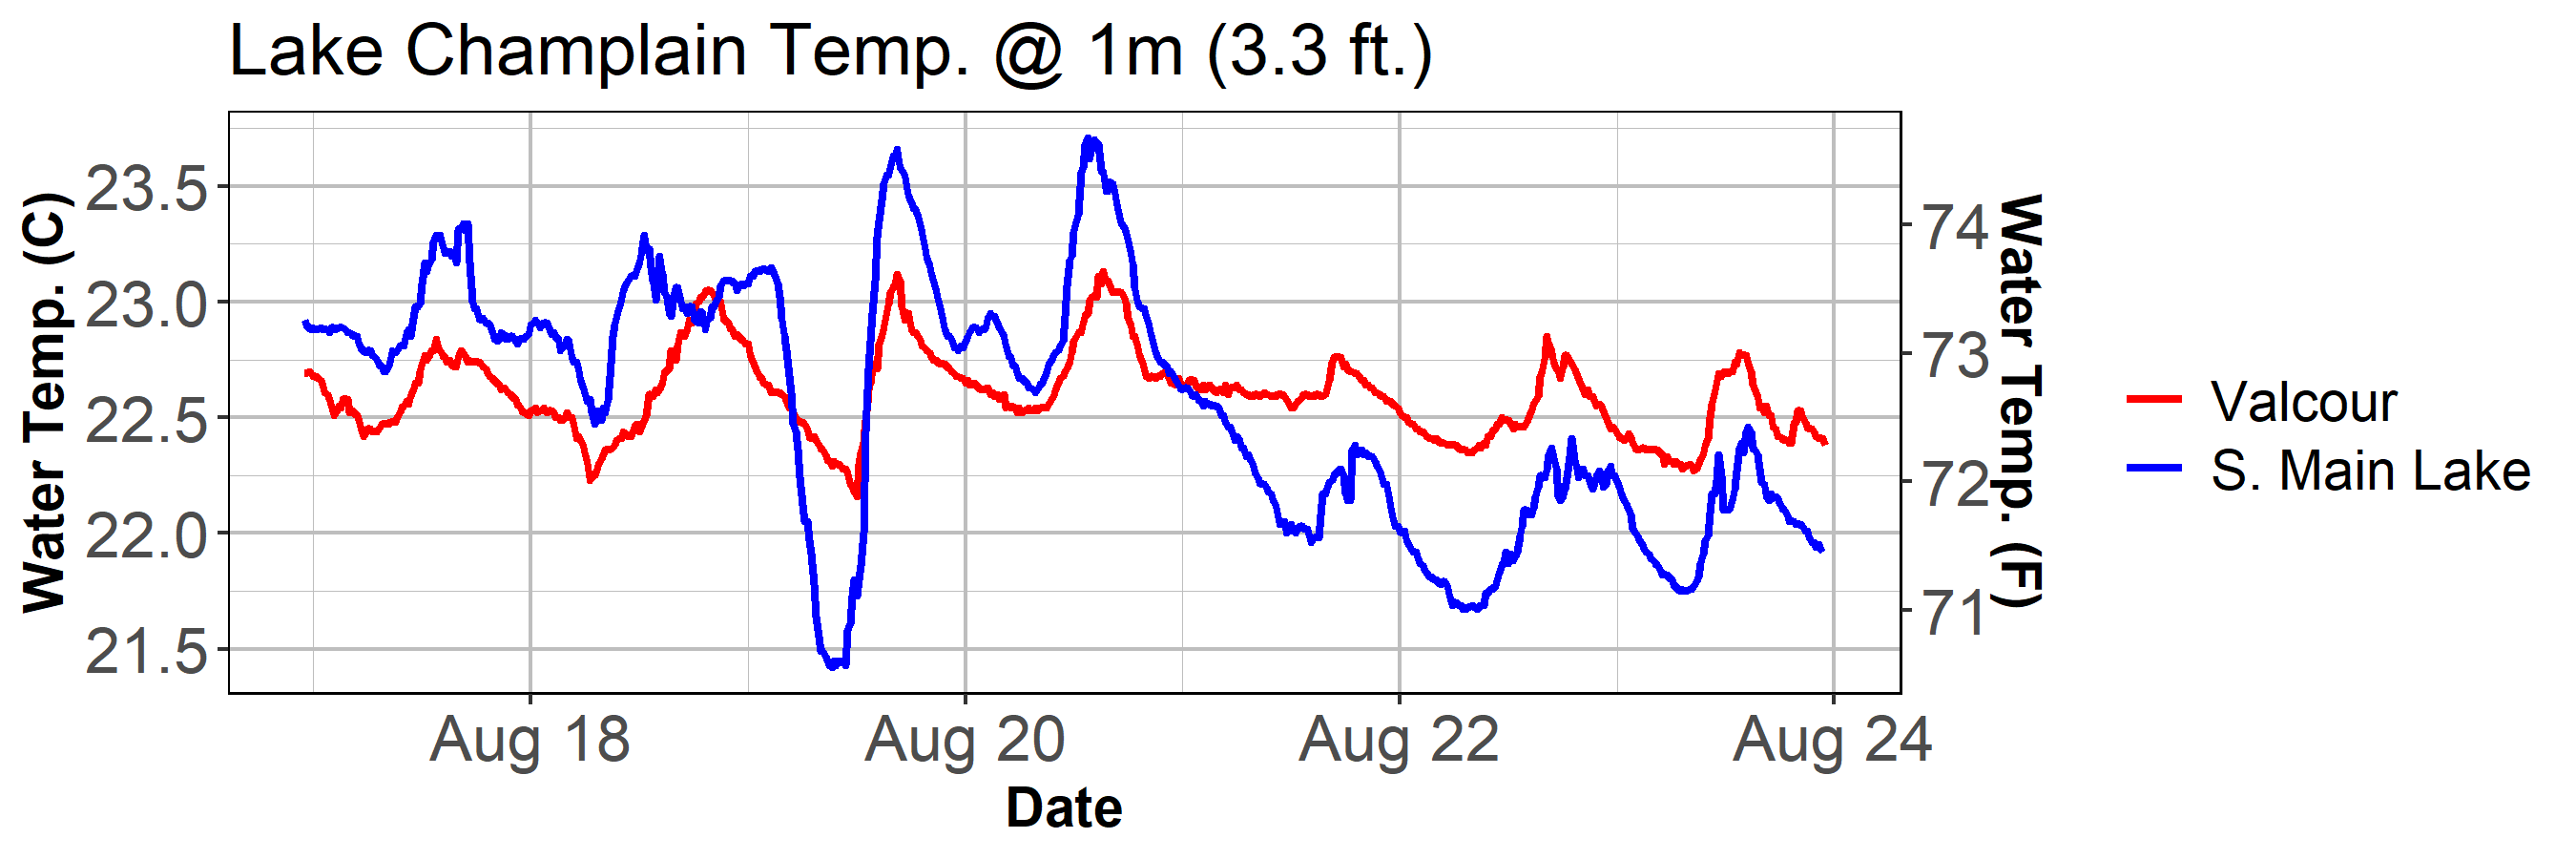 Lake Champlain Temp. @ 1m (3.3 ft.)
Water Temp. (C)
23.5
23.0
22.5
22.0
21.5
74
73
72
71
Water Temp. (F)
Aug 18
Aug 20
Aug 22
Aug 24
Date
Valcour
S. Main Lake